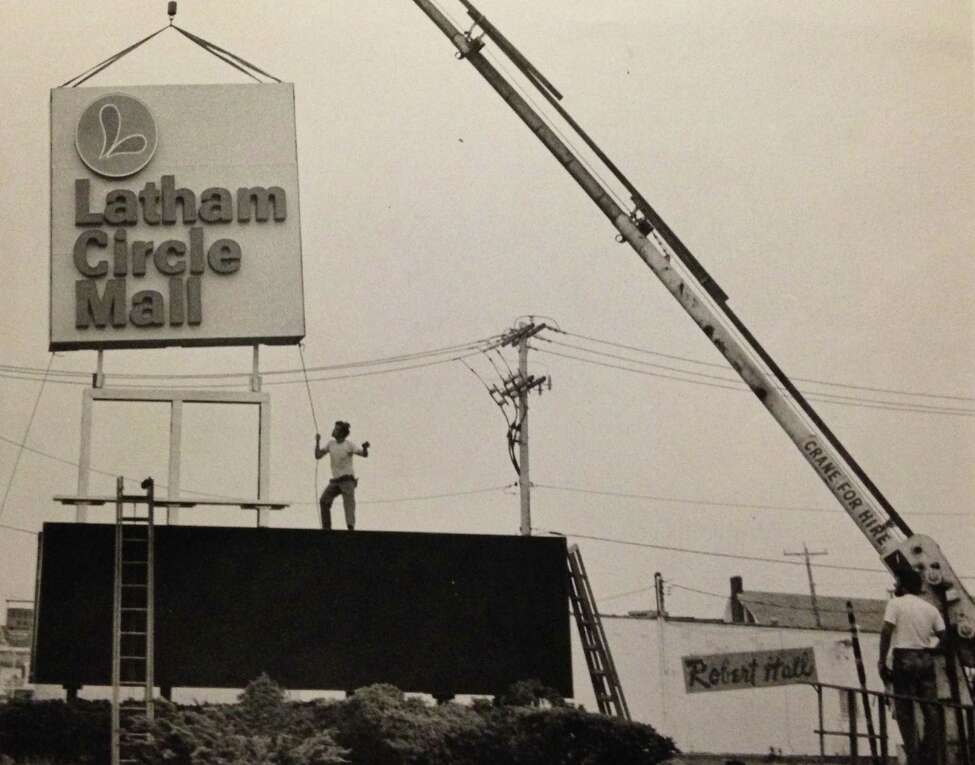 Latham
Circle
Mall
CRANE FOR HIRE
Robert Hall